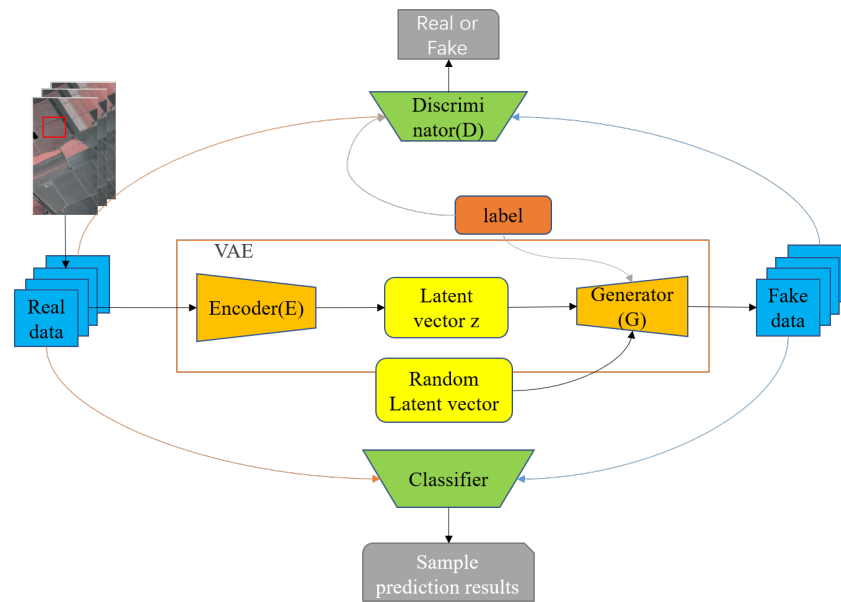 Real or
Fake
Discrimi
nator(D)
label
VAE
Real
data
Encoder(E)
Latent
vector z
Generator
(G)
Fake
data
Random
Latent vector
Classifier
Sample
prediction results